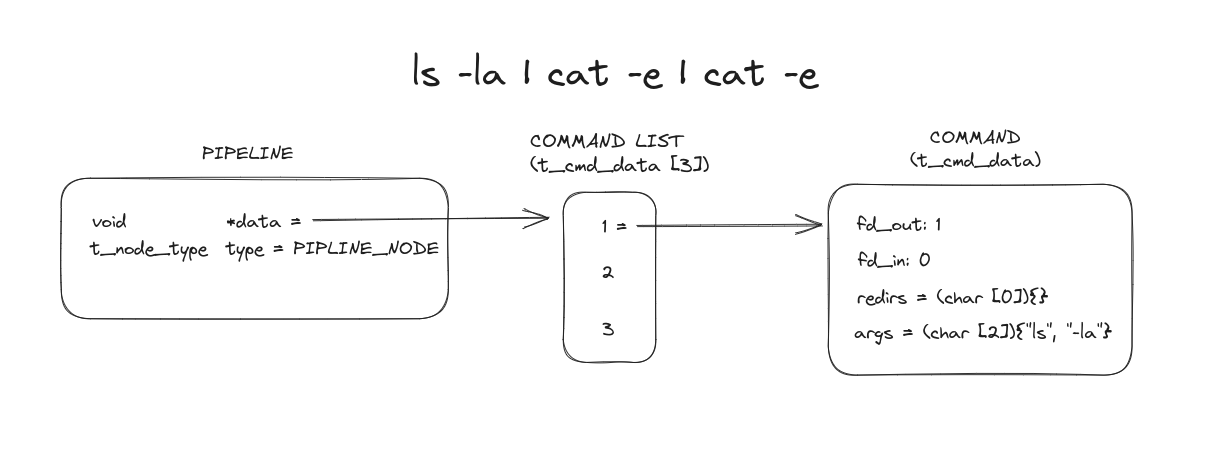 ls -la | cat -e | cat -e
PIPELINE
void *data =
t_node_type type = PIPLINE_NODE
COMMAND LIST
(t_cmd_data [3])
1 =
2
3
COMMAND
(t_cmd_data)
fd_out: 1
fd_in: 0
redirs = (char [0]){}
args = (char [2]){"ls", "-la"}